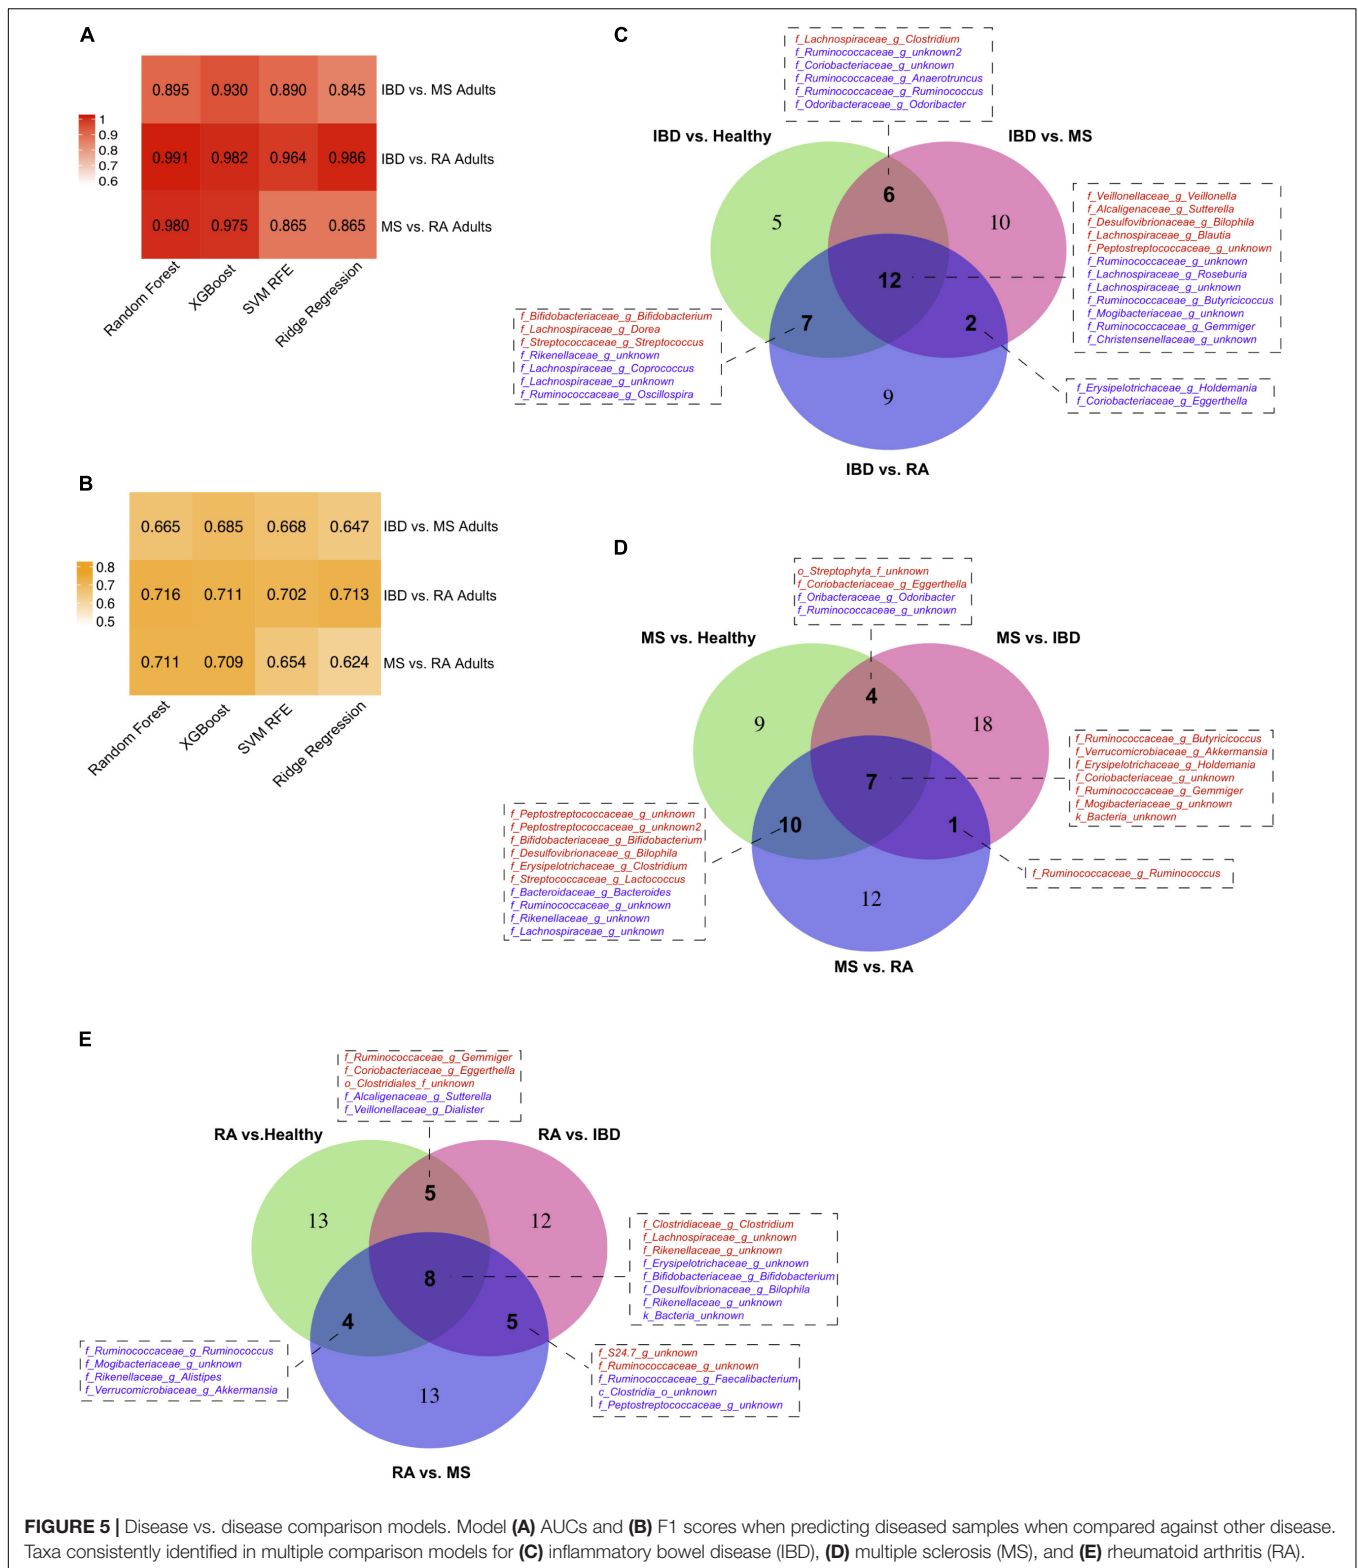 A
0.895 0.930 0.890 0.845 IBD vs. MS Adults
0.991 0.982 0.964 0.986 IBD vs. RA Adults
0.980 0.975 0.865 0.865 MS vs. RA Adults
1
0.9
0.8
0.7
0.6
Random Forest
XGBoost
SVM RFE
Ridge Regression
B
0.665 0.685 0.668 0.647 IBD vs. MS Adults
0.716 0.711 0.702 0.713 IBD vs. RA Adults
0.711 0.709 0.654 0.624 MS vs. RA Adults
0.8
0.7
0.6
0.5
Random Forest
XGBoost
SVM RFE
Ridge Regression
C
f_Lachnospiraceae_g_Clostridium
f_Ruminococcaceae_g_unknown2
f_Coriobacteriaceae_g_unknown
f_Ruminococcaceae_g_Anaerotruncus
f_Ruminococcaceae_g_Ruminococcus
f_Odoribacteraceae_g_Odoribacter
IBD vs. Healthy
IBD vs. MS
6
5
10
12
7
2
9
f_Veillonellaceae_g_Veillonella
f_Alcaligenaceae_g_Sutterella
f_Desulfovibrionaceae_g_Bilophila
f_Lachnospiraceae_g_Blautia
f_Peptostreptococcaceae_g_unknown
f_Ruminococcaceae_g_unknown
f_Lachnospiraceae_g_Roseburia
f_Lachnospiraceae_g_unknown
f_Ruminococcaceae_g_Butyricicoccus
f_Mogibacteriaceae_g_unknown
f_Ruminococcaceae_g_Gemmiger
f_Christensenellaceae_g_unknown
f_Bifidobacteriaceae_g_Bifidobacterium
f_Lachnospiraceae_g_Dorea
f_Streptococcaceae_g_Streptococcus
f_Rikenellaceae_g_unknown
f_Lachnospiraceae_g_Coprococcus
f_Lachnospiraceae_g_unknown
f_Ruminococcaceae_g_Oscillospira
f_Erysipelotrichaceae_g_Holdemania
f_Coriobacteriaceae_g_Eggerthella
IBD vs. RA
D
o_Streptophyta_f_unknown
f_Coriobacteriaceae_g_Eggerthella
f_Oribacteraceae_g_Odoribacter
f_Ruminococcaceae_g_unknown
MS vs. Healthy
MS vs. IBD
4
9
18
7
10
1
12
f_Ruminococcaceae_g_Butyricicoccus
f_Verrucomicrobiaceae_g_Akkermansia
f_Erysipelotrichaceae_g_Holdemania
f_Coriobacteriaceae_g_unknown
f_Ruminococcaceae_g_Gemmiger
f_Mogibacteriaceae_g_unknown
k_Bacteria_unknown
f_Peptostreptococcaceae_g_unknown
f_Peptostreptococcaceae_g_unknown2
f_Bifidobacteriaceae_g_Bifidobacterium
f_Desulfovibrionaceae_g_Bilophila
f_Erysipelotrichaceae_g_Clostridium
f_Streptococcaceae_g_Lactococcus
f_Bacteroidaceae_g_Bacteroides
f_Ruminococcaceae_g_unknown
f_Rikenellaceae_g_unknown
f_Lachnospiraceae_g_unknown
f_Ruminococcaceae_g_Ruminococcus
MS vs. RA
E
f_Ruminococcaceae_g_Gemmiger
f_Coriobacteriaceae_g_Eggerthella
o_Clostridiales_f_unknown
f_Alcaligenaceae_g_Sutterella
f_Veillonellaceae_g_Dialister
RA vs.Healthy
RA vs. IBD
5
13
12
8
4
5
13
f_Clostridiaceae_g_Clostridium
f_Lachnospiraceae_g_unknown
f_Rikenellaceae_g_unknown
f_Erysipelotrichaceae_g_unknown
f_Bifidobacteriaceae_g_Bifidobacterium
f_Desulfovibrionaceae_g_Bilophila
f_Rikenellaceae_g_unknown
k_Bacteria_unknown
f_Ruminococcaceae_g_Ruminococcus
f_Mogibacteriaceae_g_unknown
f_Rikenellaceae_g_Alistipes
f_Verrucomicrobiaceae_g_Akkermansia
f_S24.7_g_unknown
f_Ruminococcaceae_g_unknown
f_Ruminococcaceae_g_Faecalibacterium
c_Clostridia_o_unknown
f_Peptostreptococcaceae_g_unknown
RA vs. MS
FIGURE 5 | Disease vs. disease comparison models. Model (A) AUCs and (B) F1 scores when predicting diseased samples when compared against other disease.
Taxa consistently identified in multiple comparison models for (C) inflammatory bowel disease (IBD), (D) multiple sclerosis (MS), and (E) rheumatoid arthritis (RA).